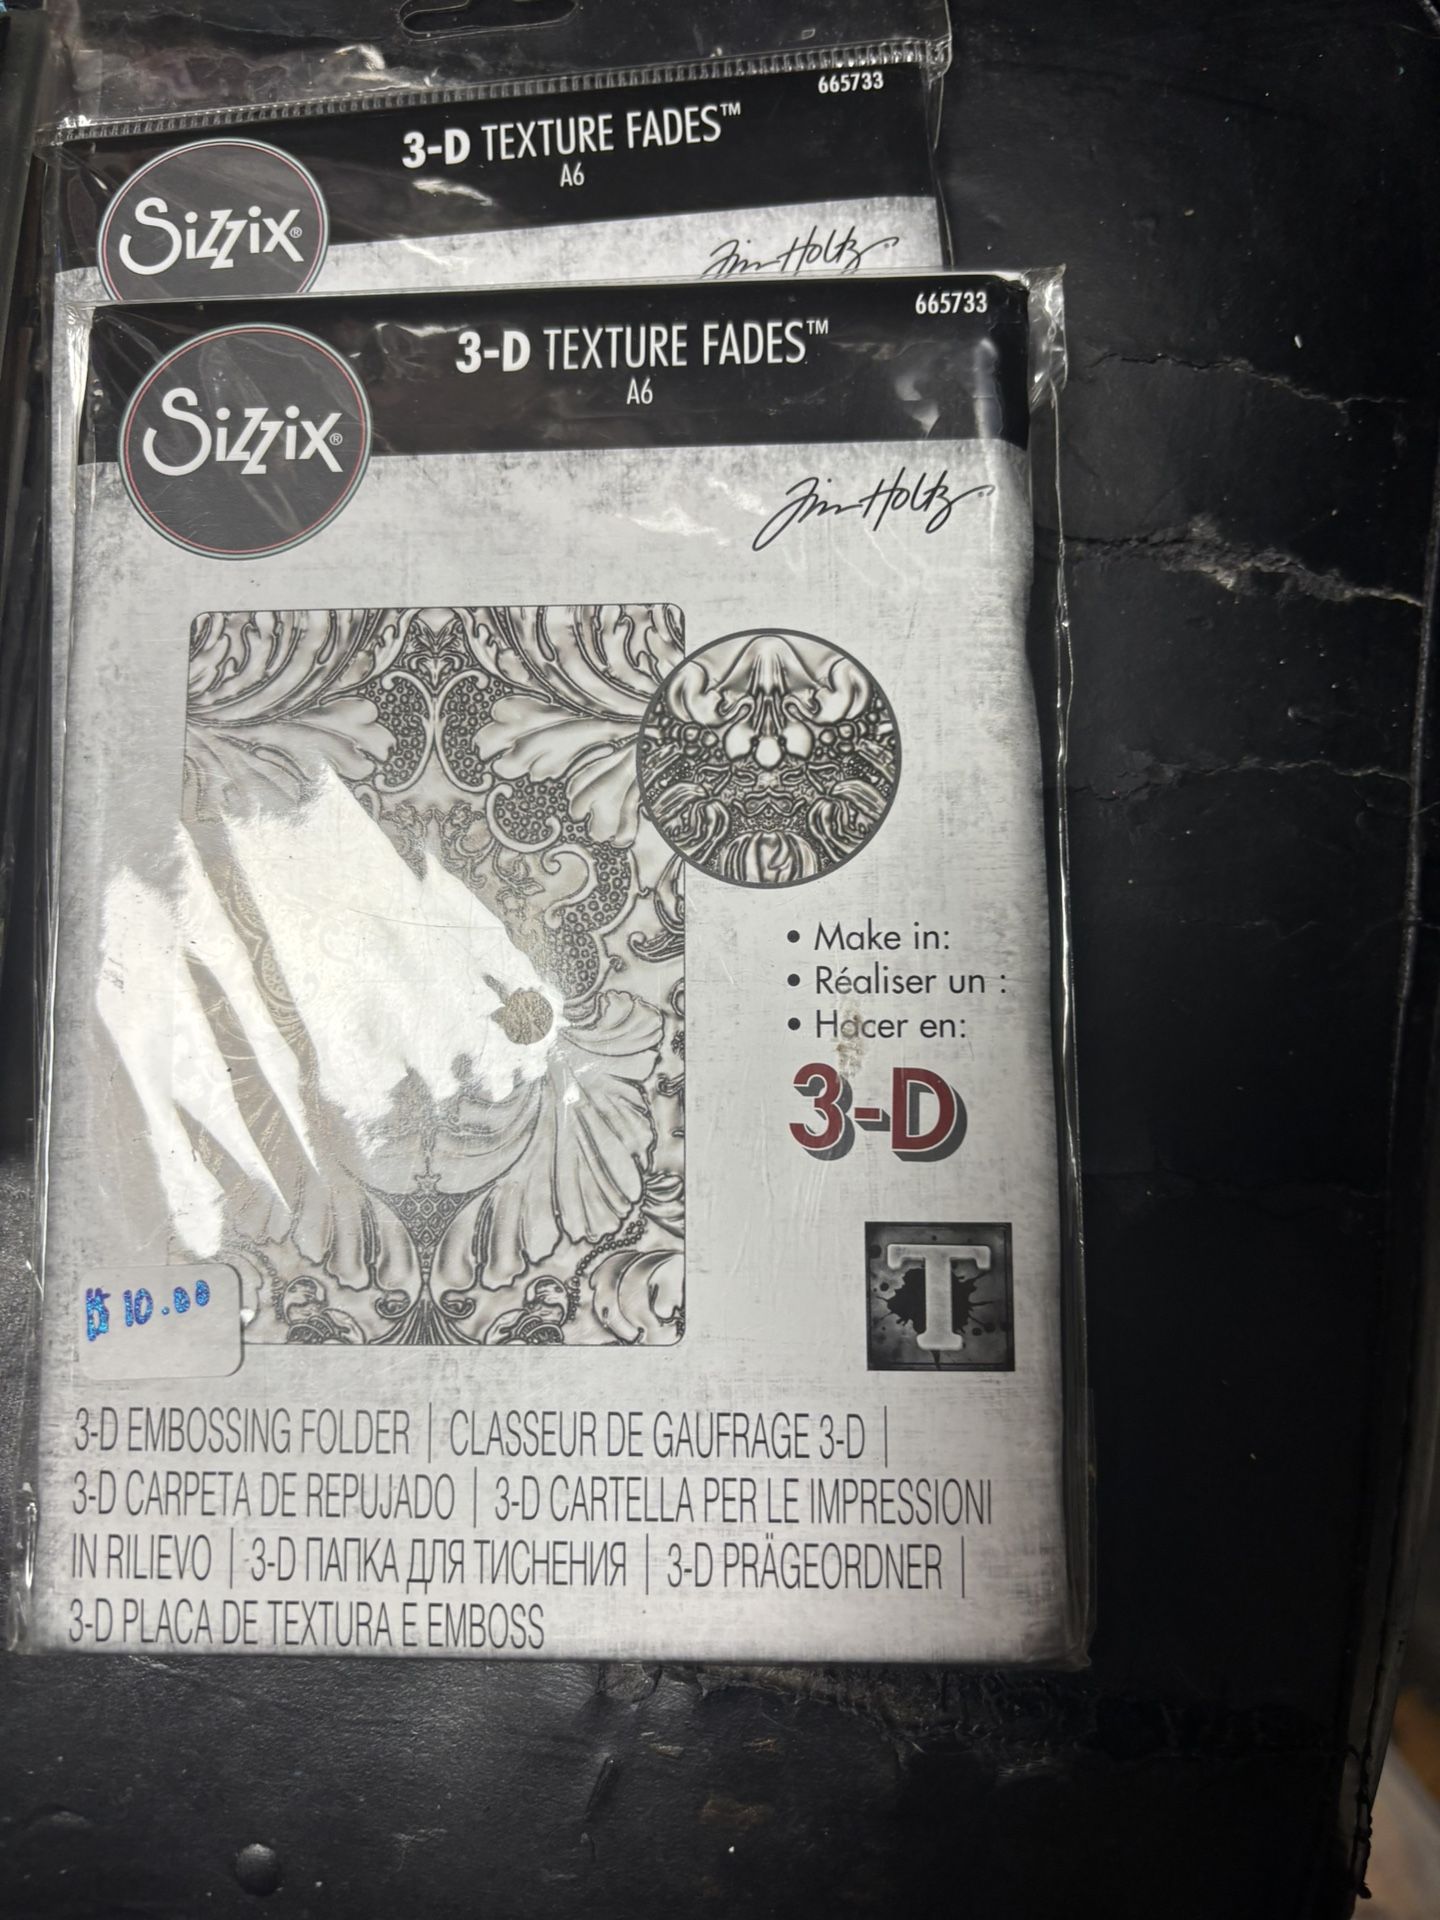 665733
3-D TEXTURE FADES™
A6
Sizzix®
Tim Holtz®
665733
3-D TEXTURE FADES™
A6
Sizzix®
Tim Holtz®
• Make in:
• Réaliser un :
• Hacer en:
3-D
T
10.00
3-D EMBOSSING FOLDER | CLASSEUR DE GAUFRAGE 3-D |
3-D CARPETA DE REPUJADO | 3-D CARTELLA PER LE IMPRESSIONI
IN RILIEVO | 3-D ПАПКА ДЛЯ ТИСНЕНИЯ | 3-D PRÄGEORDNER |
3-D PLACA DE TEXTURA E EMBOSS